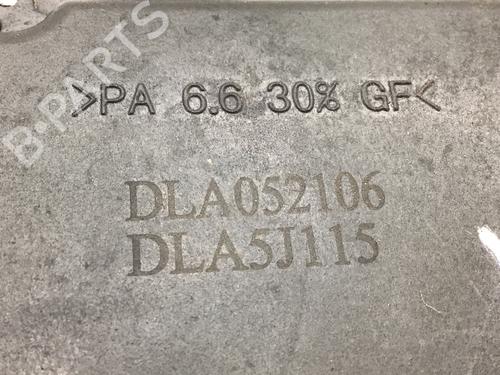 B-PARTS
>PA 6.6 30% GF<
DLA052106
DLA5J115